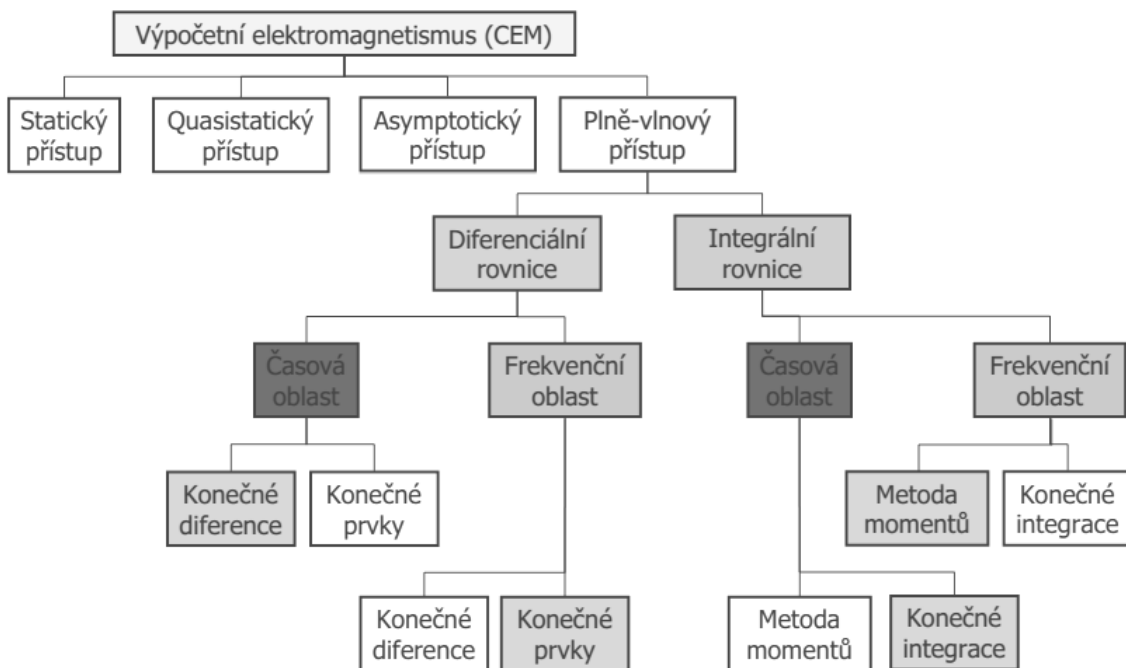 Výpočetní elektromagnetismus (CEM)
Statický
přístup
Quasistatický
přístup
Asymptotický
přístup
Plně-vlnový
přístup
Diferenciální
rovnice
Integrální
rovnice
Časová
oblast
Frekvenční
oblast
Časová
oblast
Frekvenční
oblast
Konečné
diference
Konečné
prvky
Metoda
momentů
Konečné
integrace
Konečné
diference
Konečné
prvky
Metoda
momentů
Konečné
integrace